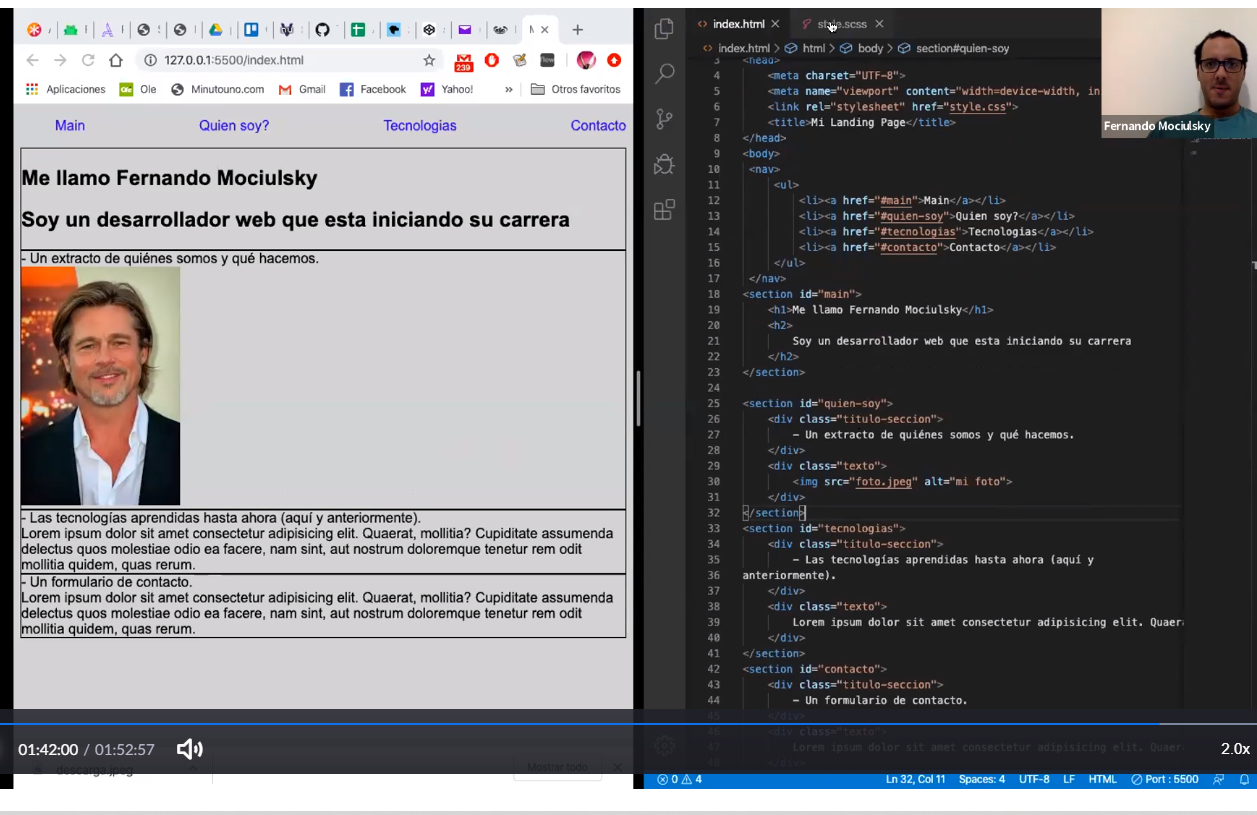 127.0.0.1:5500/index.html
239
New
Aplicaciones
Ole
Ole
Minutouno.com
Gmail
Facebook
Yahoo!
»
Otros favoritos
Main
Quien soy?
Tecnologias
Contacto
Me llamo Fernando Mociulsky
Soy un desarrollador web que esta iniciando su carrera
- Un extracto de quiénes somos y qué hacemos.
- Las tecnologías aprendidas hasta ahora (aquí y anteriormente).
Lorem ipsum dolor sit amet consectetur adipisicing elit. Quaerat, mollitia? Cupiditate assumenda
delectus quos molestiae odio ea facere, nam sint, aut nostrum doloremque tenetur rem odit
mollitia quidem, quas rerum.
- Un formulario de contacto.
Lorem ipsum dolor sit amet consectetur adipisicing elit. Quaerat, mollitia? Cupiditate assumenda
delectus quos molestiae odio ea facere, nam sint, aut nostrum doloremque tenetur rem odit
mollitia quidem, quas rerum.
01:42:00 / 01:52:57
2.0x
descarga.jpeg
Mostrar todo
<> index.html
style.scss
<> index.html > html > body > section#quien-soy
3 <head>
4 <meta charset="UTF-8">
5 <meta name="viewport" content="width=device-width, in
6 <link rel="stylesheet" href="style.css">
7 <title>Mi Landing Page</title>
8 </head>
9 <body>
10 <nav>
11 <ul>
12 <li><a href="#main">Main</a></li>
13 <li><a href="#quien-soy">Quien soy?</a></li>
14 <li><a href="#tecnologias">Tecnologias</a></li>
15 <li><a href="#contacto">Contacto</a></li>
16 </ul>
17 </nav>
18 <section id="main">
19 <h1>Me llamo Fernando Mociulsky</h1>
20 <h2>
21 Soy un desarrollador web que esta iniciando su carrera
22 </h2>
23 </section>
24
25 <section id="quien-soy">
26 <div class="titulo-seccion">
27 - Un extracto de quiénes somos y qué hacemos.
28 </div>
29 <div class="texto">
30 <img src="foto.jpeg" alt="mi foto">
31 </div>
32 </section>
33 <section id="tecnologias">
34 <div class="titulo-seccion">
35 - Las tecnologías aprendidas hasta ahora (aquí y
36 anteriormente).
37 </div>
38 <div class="texto">
39 Lorem ipsum dolor sit amet consectetur adipisicing elit. Quaer
40 </div>
41 </section>
42 <section id="contacto">
43 <div class="titulo-seccion">
44 - Un formulario de contacto.
45 </div>
46 <div class="texto">
47 Lorem ipsum dolor sit amet consectetur adipisicing elit. Quaer
48 </div>
Fernando Mociulsky
0 4
Ln 32, Col 11
Spaces: 4
UTF-8
LF
HTML
Port : 5500